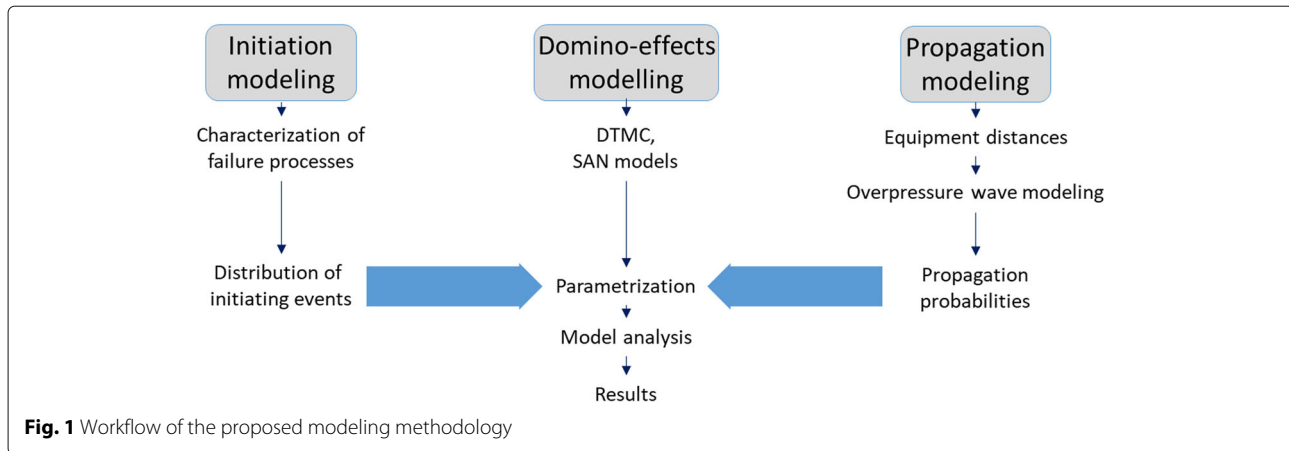 Initiation
modeling
Characterization of
failure processes
Distribution of
initiating events
Domino-effects
modelling
DTMC,
SAN models
Parametrization
Model analysis
Results
Propagation
modeling
Equipment distances
Overpressure wave modeling
Propagation
probabilities
Fig. 1 Workflow of the proposed modeling methodology